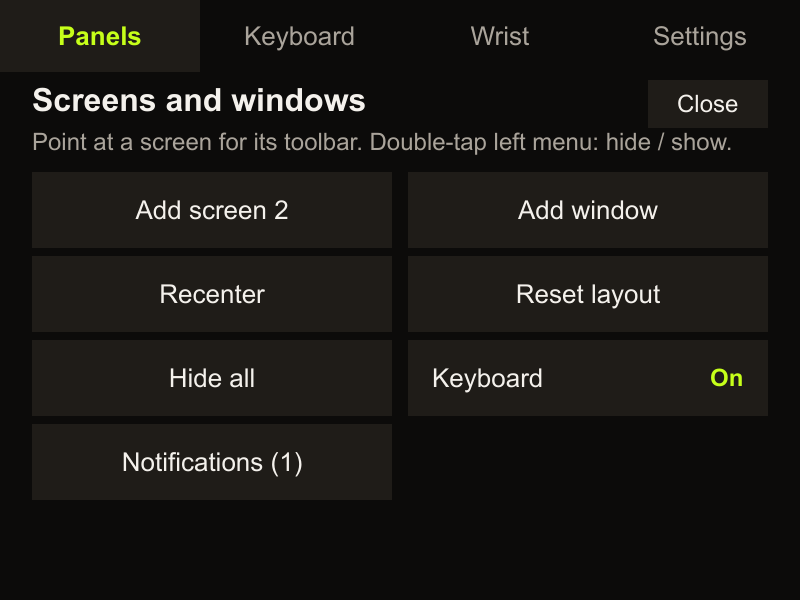 Panels
Keyboard
Wrist
Settings
Screens and windows
Close
Point at a screen for its toolbar. Double-tap left menu: hide / show.
Add screen 2
Add window
Recenter
Reset layout
Hide all
Keyboard
On
Notifications (1)